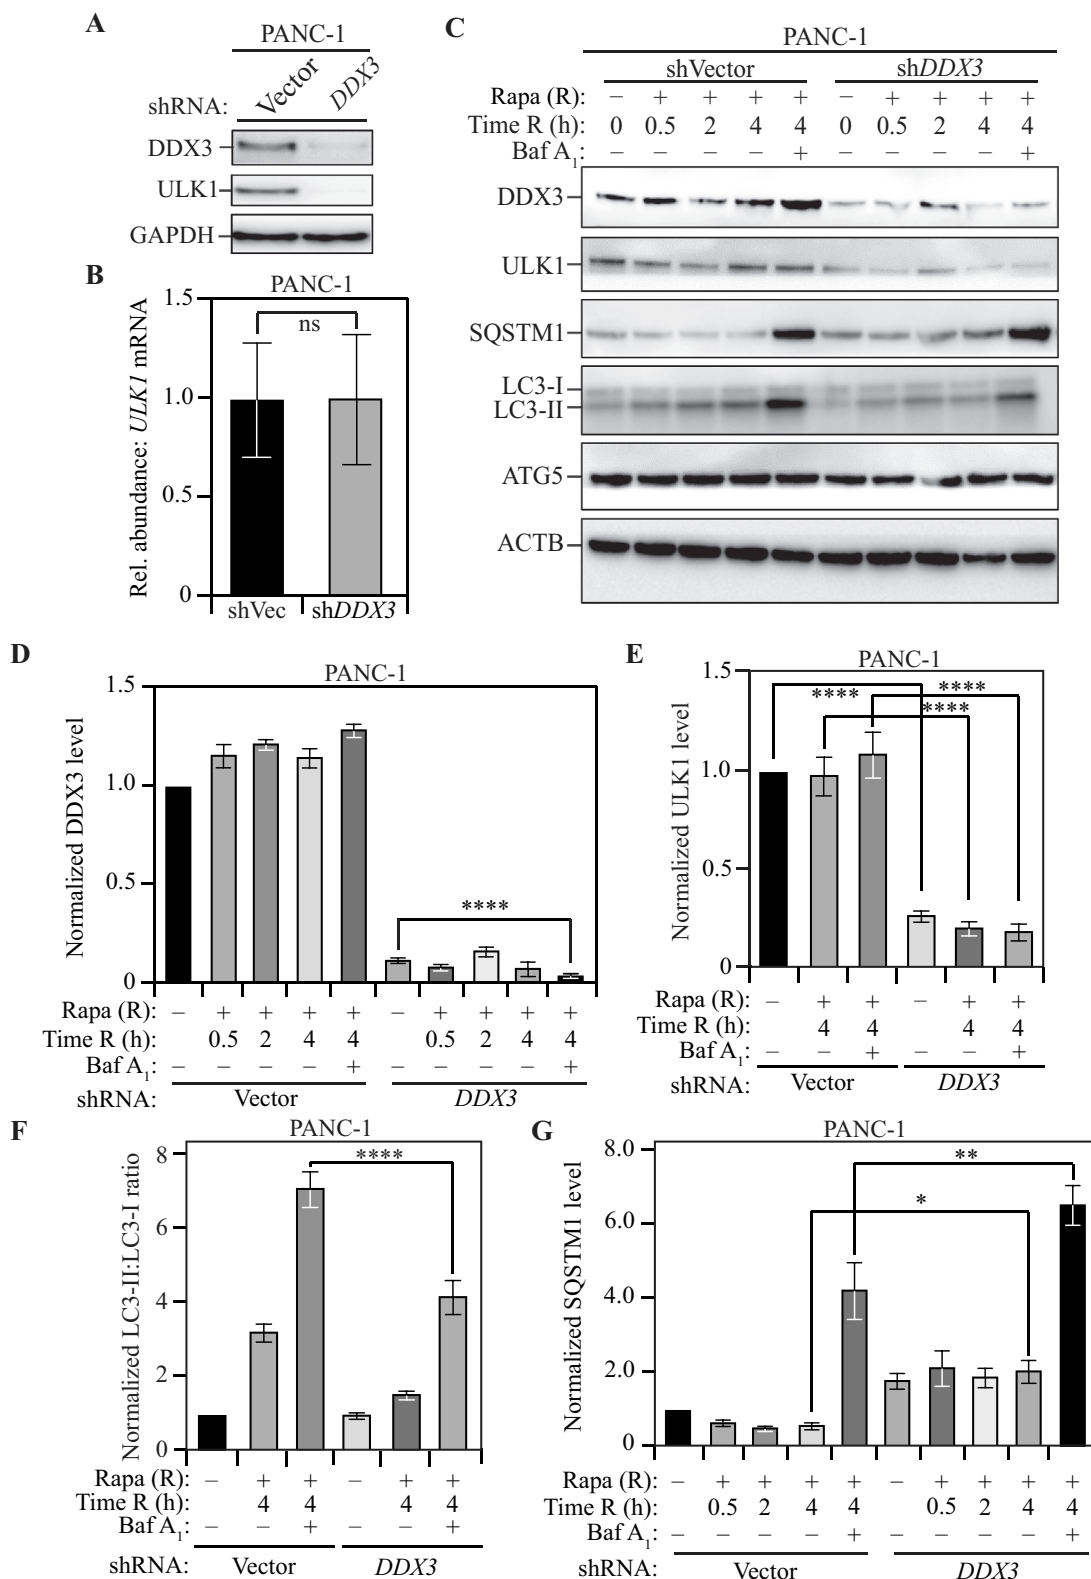 A
PANC-1
shRNA: Vector DDX3
DDX3
ULK1
GAPDH
B
PANC-1
Rel. abundance: ULK1 mRNA
1.5
1.0
0.5
0
ns
shVec shDDX3
C
PANC-1
shVector shDDX3
Rapa (R): – + + + + – + + + +
Time R (h) 0 0.5 2 4 4 0 0.5 2 4 4
Baf A1: – – – – + – – – – +
DDX3
ULK1
SQSTM1
LC3-I
LC3-II
ATG5
ACTB
D
PANC-1
Normalized DDX3 level
1.5
1.0
0.5
0
****
Rapa (R): – + + + + – + + + +
Time R (h): 0.5 2 4 4 0.5 2 4 4
Baf A1: – – – – + – – – – +
shRNA: Vector DDX3
E
PANC-1
Normalized ULK1 level
1.5
1.0
0.5
0
**** ****
****
Rapa (R): – + + – + +
Time R (h): 4 4 4 4
Baf A1: – – + – – +
shRNA: Vector DDX3
F
PANC-1
Normalized LC3-II:LC3-I ratio
8
6
4
2
0
****
Rapa (R): – + + – + +
Time R (h): 4 4 4 4
Baf A1: – – + – – +
shRNA: Vector DDX3
G
PANC-1
Normalized SQSTM1 level
8.0
6.0
4.0
2.0
0
**
*
Rapa (R): – + + + + – + + + +
Time R (h): 0.5 2 4 4 0.5 2 4 4
Baf A1: – – – – + – – – – +
shRNA: Vector DDX3